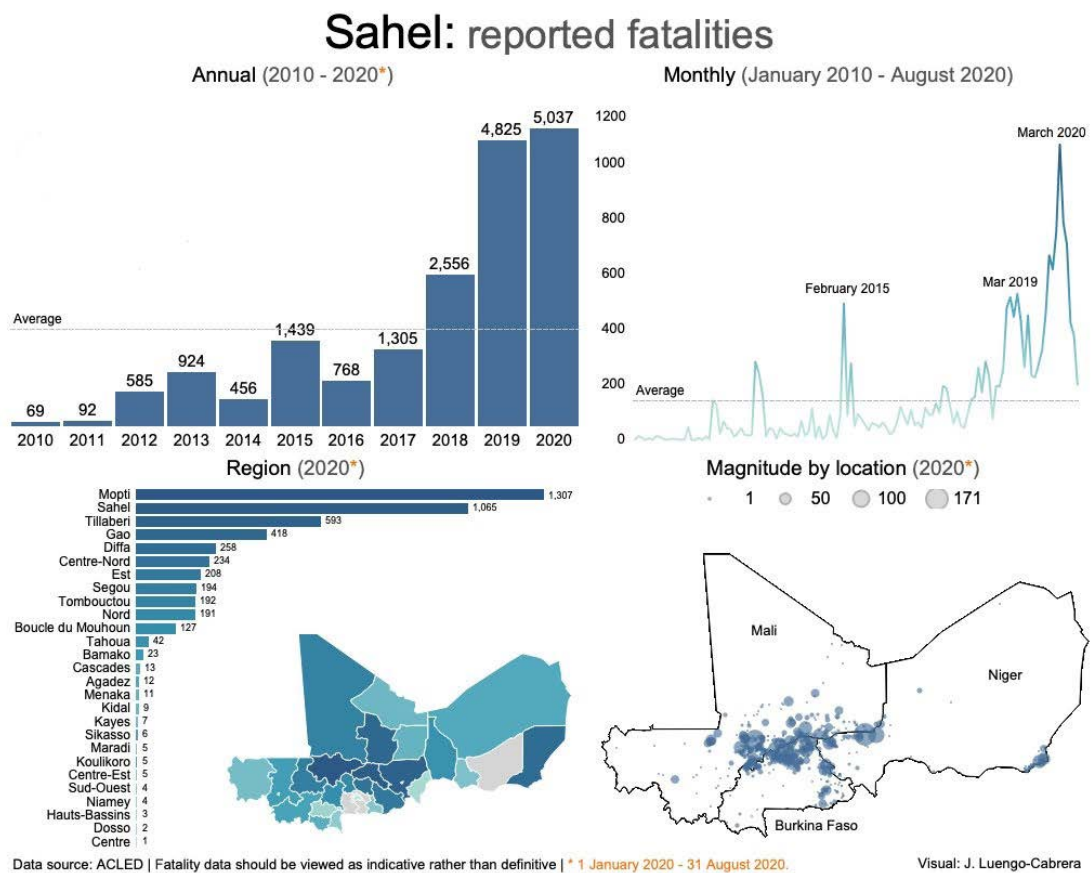 Sahel: reported fatalities
Annual (2010 - 2020*)
Average
69
92
585
924
456
1,439
768
1,305
2,556
4,825
5,037
2010 2011 2012 2013 2014 2015 2016 2017 2018 2019 2020
Monthly (January 2010 - August 2020)
1200
1000
800
600
400
200
0
Average
February 2015
Mar 2019
March 2020
Region (2020*)
Mopti 1,307
Sahel 1,065
Tillaberi 593
Gao 418
Diffa 258
Centre-Nord 234
Est 208
Segou 194
Tombouctou 192
Nord 191
Boucle du Mouhoun 127
Tahoua 42
Bamako 23
Cascades 13
Agadez 12
Menaka 11
Kidal 9
Kayes 7
Sikasso 6
Maradi 5
Koulikoro 5
Centre-Est 5
Sud-Ouest 4
Niamey 4
Hauts-Bassins 3
Dosso 2
Centre 1
Magnitude by location (2020*)
1 50 100 171
Mali
Niger
Burkina Faso
Data source: ACLED | Fatality data should be viewed as indicative rather than definitive | * 1 January 2020 - 31 August 2020.
Visual: J. Luengo-Cabrera